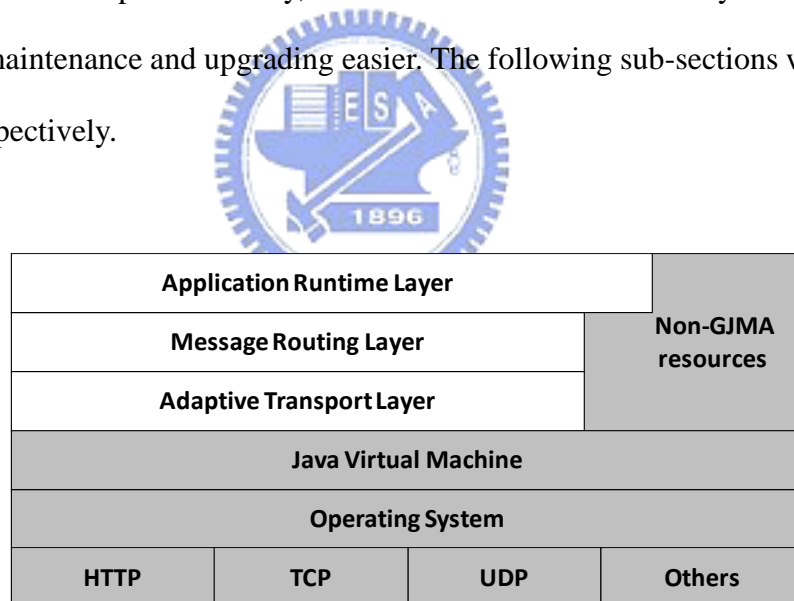 maintenance and upgrading easier. The following sub-sections
pectively.
E S A
1896
Application Runtime Layer
Message Routing Layer
Non-GJMA
resources
Adaptive Transport Layer
Java Virtual Machine
Operating System
HTTP TCP UDP Others